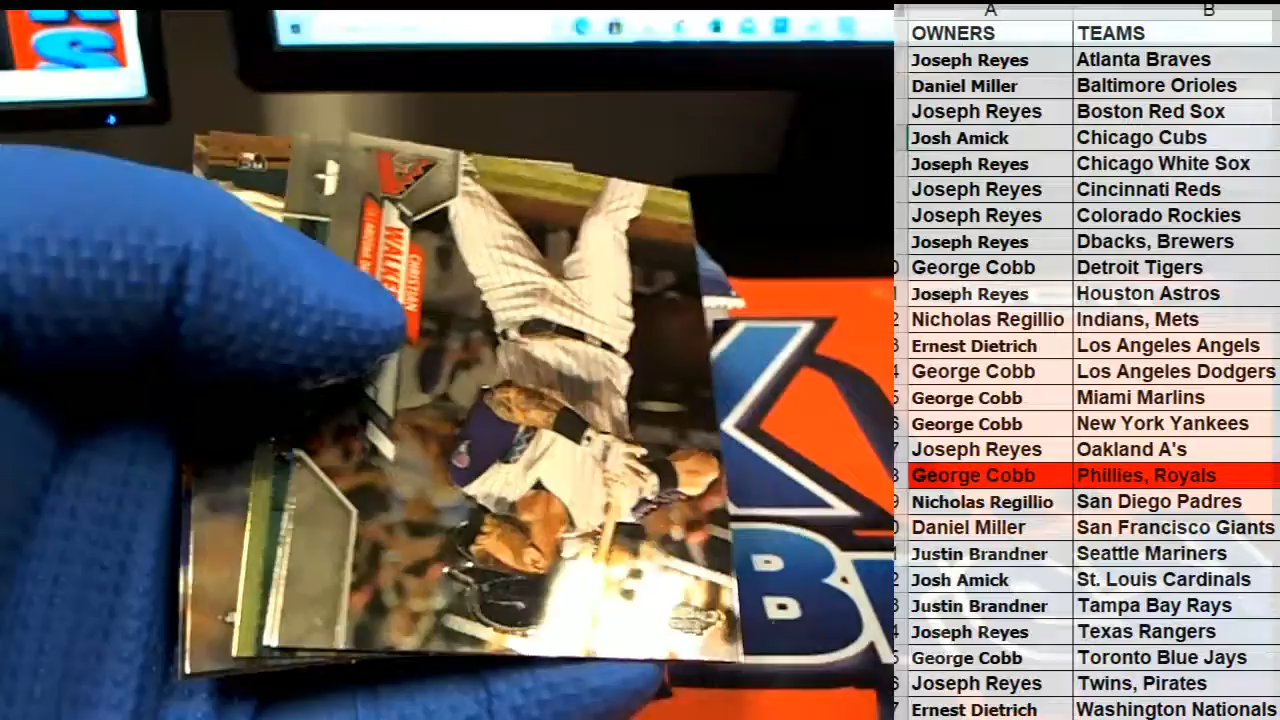 A B
OWNERS TEAMS
Joseph Reyes Atlanta Braves
Daniel Miller Baltimore Orioles
Joseph Reyes Boston Red Sox
Josh Amick Chicago Cubs
Joseph Reyes Chicago White Sox
Joseph Reyes Cincinnati Reds
Joseph Reyes Colorado Rockies
Joseph Reyes Dbacks, Brewers
George Cobb Detroit Tigers
Joseph Reyes Houston Astros
Nicholas Regillio Indians, Mets
Ernest Dietrich Los Angeles Angels
George Cobb Los Angeles Dodgers
George Cobb Miami Marlins
George Cobb New York Yankees
Joseph Reyes Oakland A's
George Cobb Phillies, Royals
Nicholas Regillio San Diego Padres
Daniel Miller San Francisco Giants
Justin Brandner Seattle Mariners
Josh Amick St. Louis Cardinals
Justin Brandner Tampa Bay Rays
Joseph Reyes Texas Rangers
George Cobb Toronto Blue Jays
Joseph Reyes Twins, Pirates
Ernest Dietrich Washington Nationals
CHRISTIAN